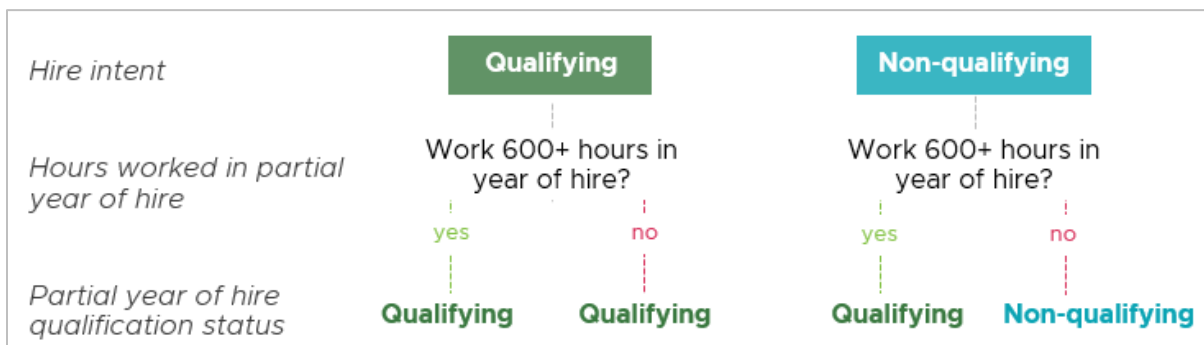 Hire intent
Qualifying
Non-qualifying
Hours worked in partial
year of hire
Work 600+ hours in
year of hire?
Work 600+ hours in
year of hire?
yes
no
yes
no
Partial year of hire
qualification status
Qualifying
Qualifying
Qualifying
Non-qualifying